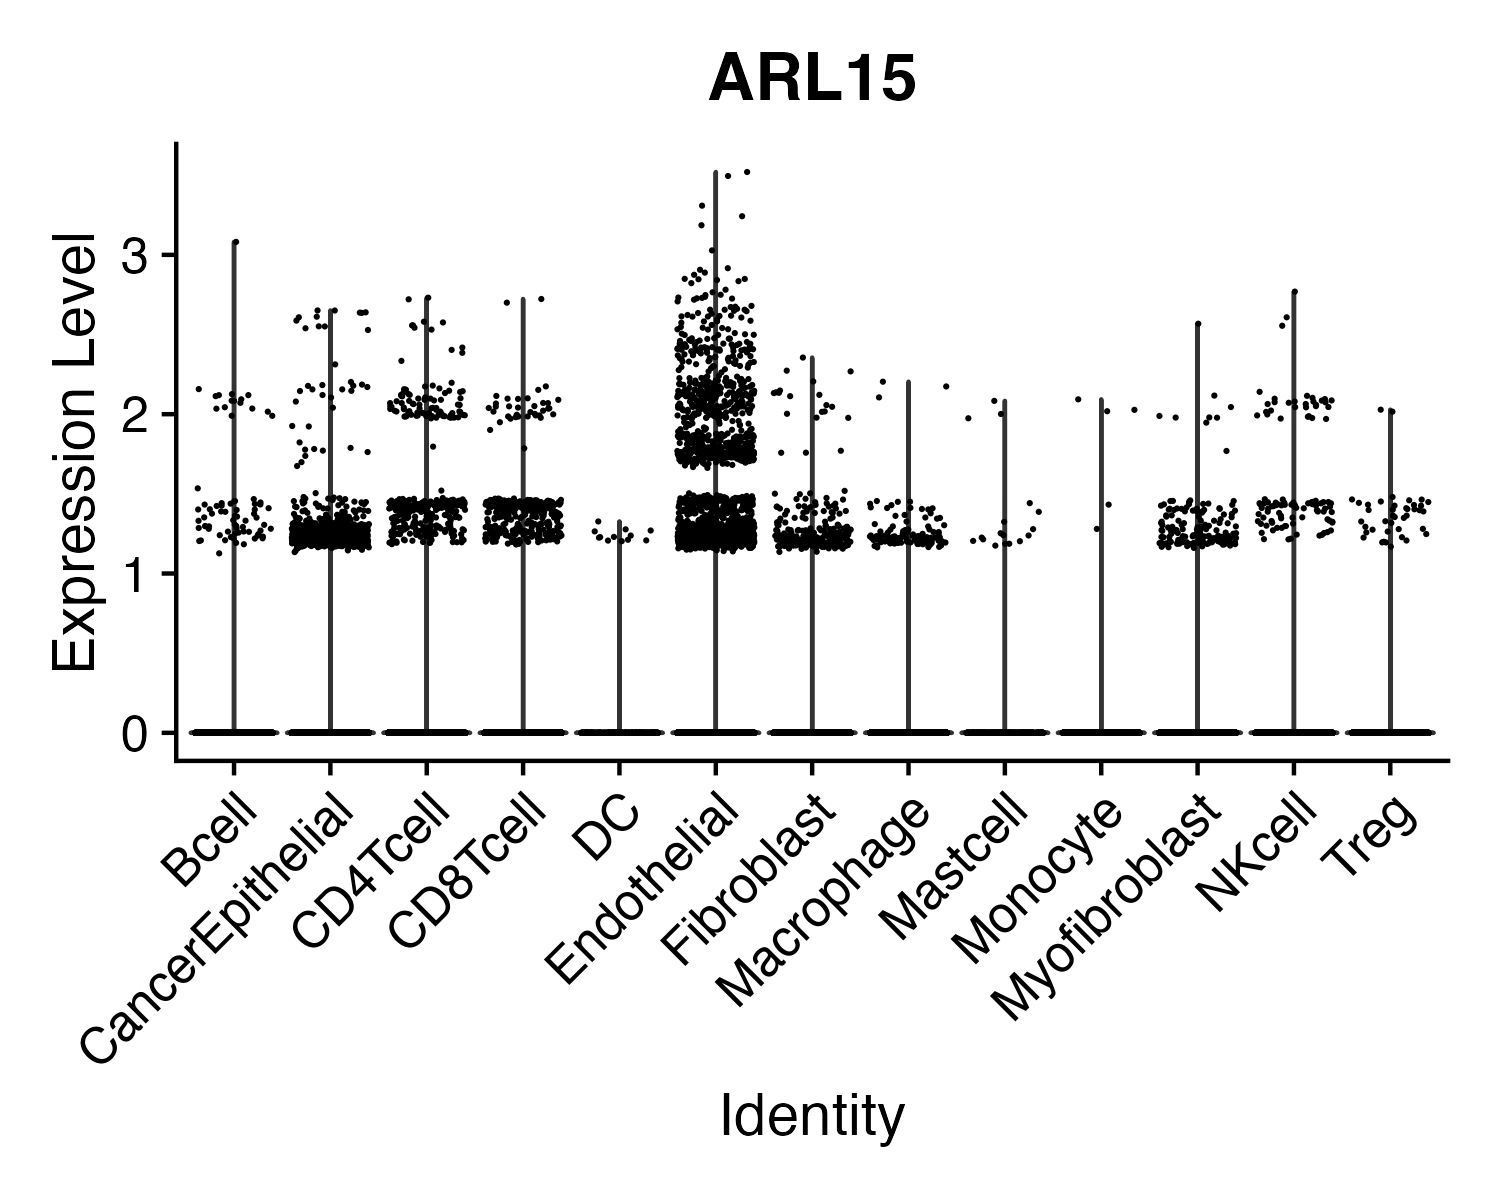 ARL15
Expression Level
3
2
1
0
Bcell
CancerEpithelial
CD4Tcell
CD8Tcell
DC
Endothelial
Fibroblast
Macrophage
Mastcell
Monocyte
Myofibroblast
NKcell
Treg
Identity